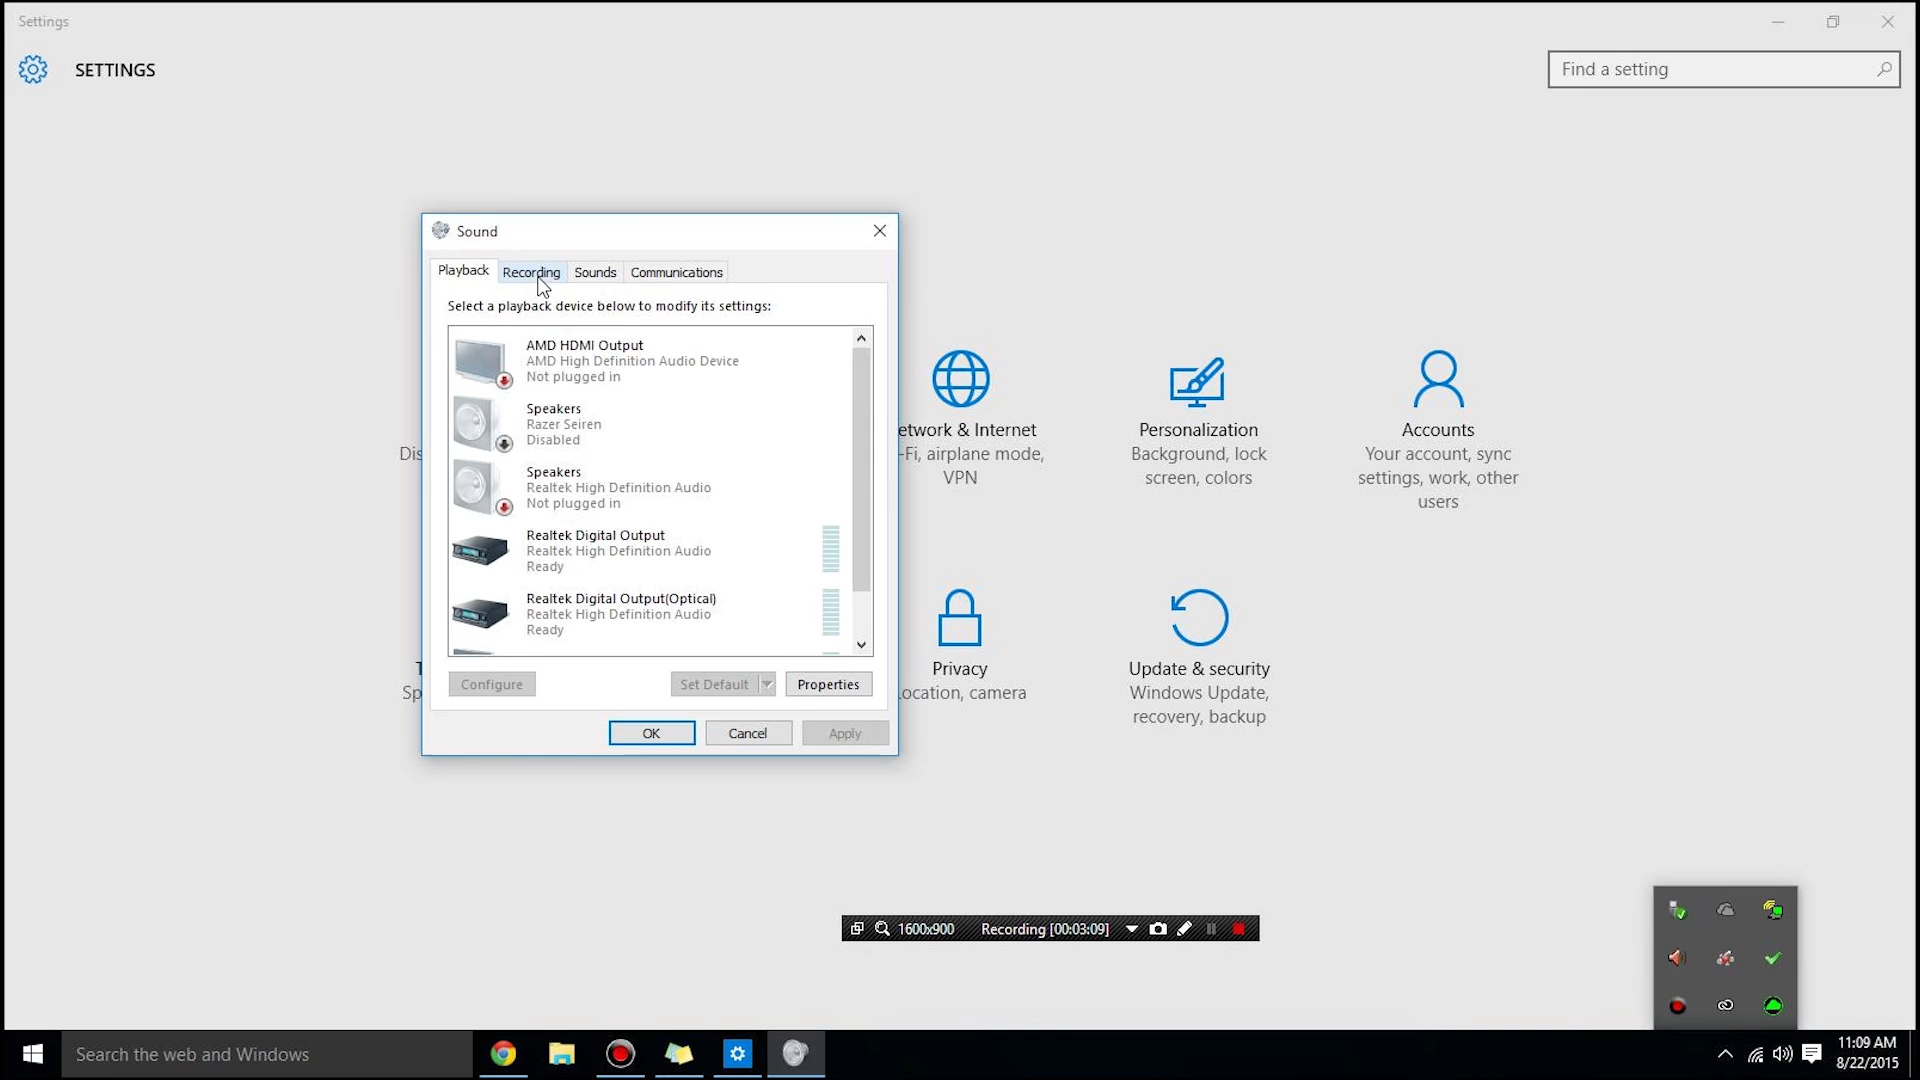 Settings
SETTINGS
Find a setting
Sound
Playback
Recording
Sounds
Communications
Select a playback device below to modify its settings:
AMD HDMI Output
AMD High Definition Audio Device
Not plugged in
Speakers
Razer Seiren
Disabled
Speakers
Realtek High Definition Audio
Not plugged in
Realtek Digital Output
Realtek High Definition Audio
Ready
Realtek Digital Output(Optical)
Realtek High Definition Audio
Ready
Configure
Set Default
Properties
OK
Cancel
Apply
Dis
etwork & Internet
-Fi, airplane mode,
VPN
Personalization
Background, lock
screen, colors
Accounts
Your account, sync
settings, work, other
users
Sp
Privacy
ocation, camera
Update & security
Windows Update,
recovery, backup
1600x900
Recording [00:03:09]
Search the web and Windows
11:09 AM
8/22/2015